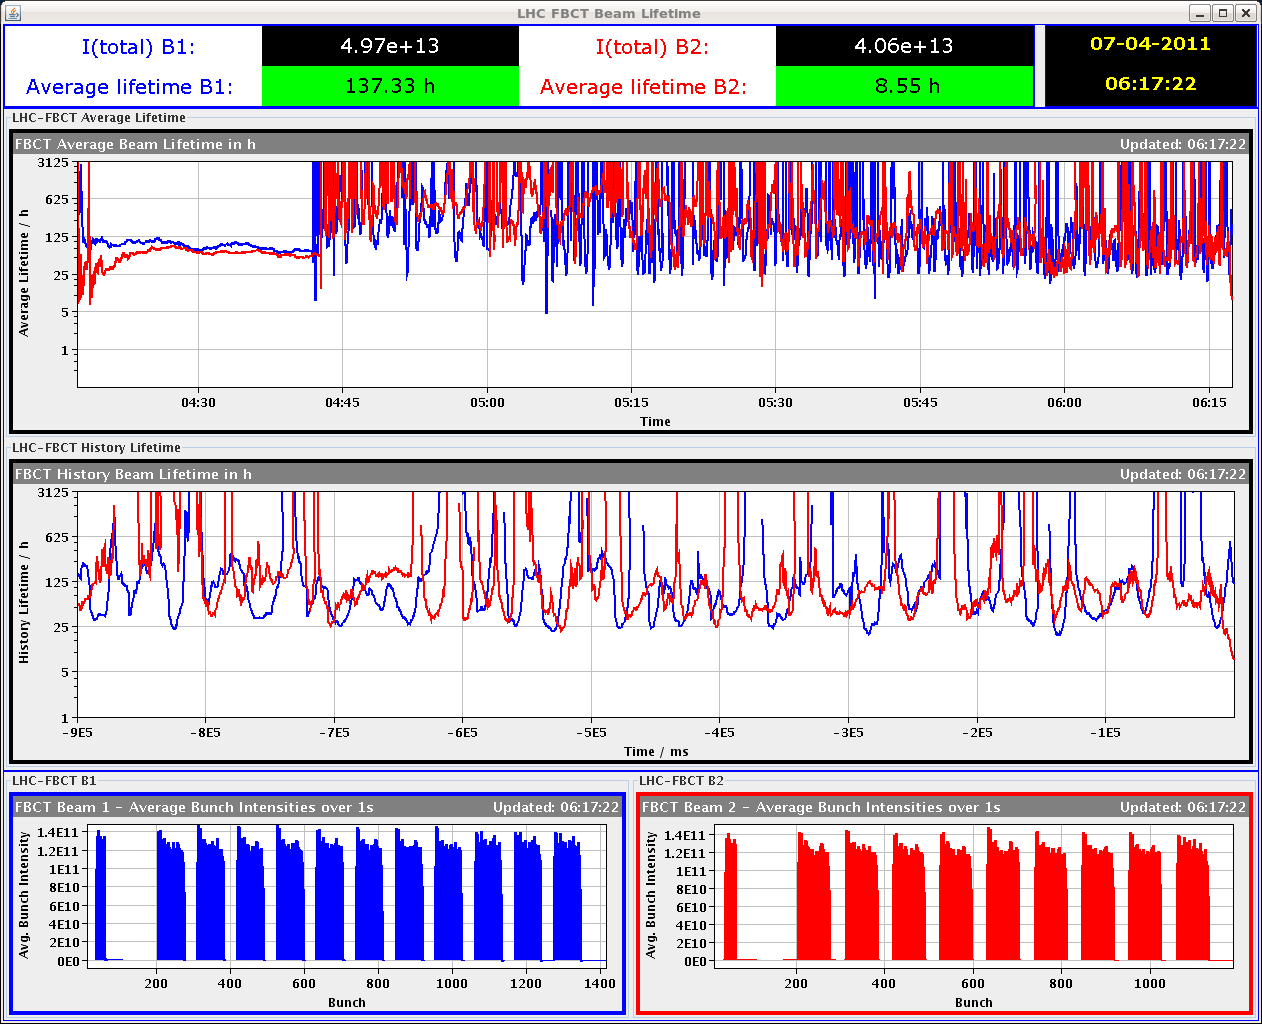 LHC FBCT Beam Lifetime
I(total) B1: 4.97e+13 I(total) B2: 4.06e+13 07-04-2011
Average lifetime B1: 137.33 h Average lifetime B2: 8.55 h 06:17:22
LHC-FBCT Average Lifetime
FBCT Average Beam Lifetime in h Updated: 06:17:22
3125
625
125
25
5
1
Average Lifetime / h
04:30 04:45 05:00 05:15 05:30 05:45 06:00 06:15
Time
LHC-FBCT History Lifetime
FBCT History Beam Lifetime in h Updated: 06:17:22
3125
625
125
25
5
1
History Lifetime / h
-9E5 -8E5 -7E5 -6E5 -5E5 -4E5 -3E5 -2E5 -1E5
Time / ms
LHC-FBCT B1
FBCT Beam 1 - Average Bunch Intensities over 1s Updated: 06:17:22
1.4E11
1.2E11
1E11
8E10
6E10
4E10
2E10
0E0
Avg. Bunch Intensity
200 400 600 800 1000 1200 1400
Bunch
LHC-FBCT B2
FBCT Beam 2 - Average Bunch Intensities over 1s Updated: 06:17:22
1.4E11
1.2E11
1E11
8E10
6E10
4E10
2E10
0E0
Avg. Bunch Intensity
200 400 600 800 1000
Bunch